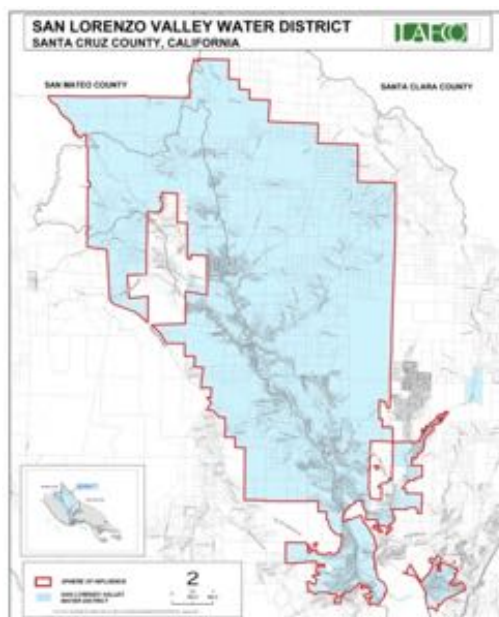 SAN LORENZO VALLEY WATER DISTRICT
SANTA CRUZ COUNTY, CALIFORNIA
LAFCO
SAN MATEO COUNTY
SANTA CLARA COUNTY
2
SPHERE OF INFLUENCE
SAN LORENZO VALLEY
WATER DISTRICT